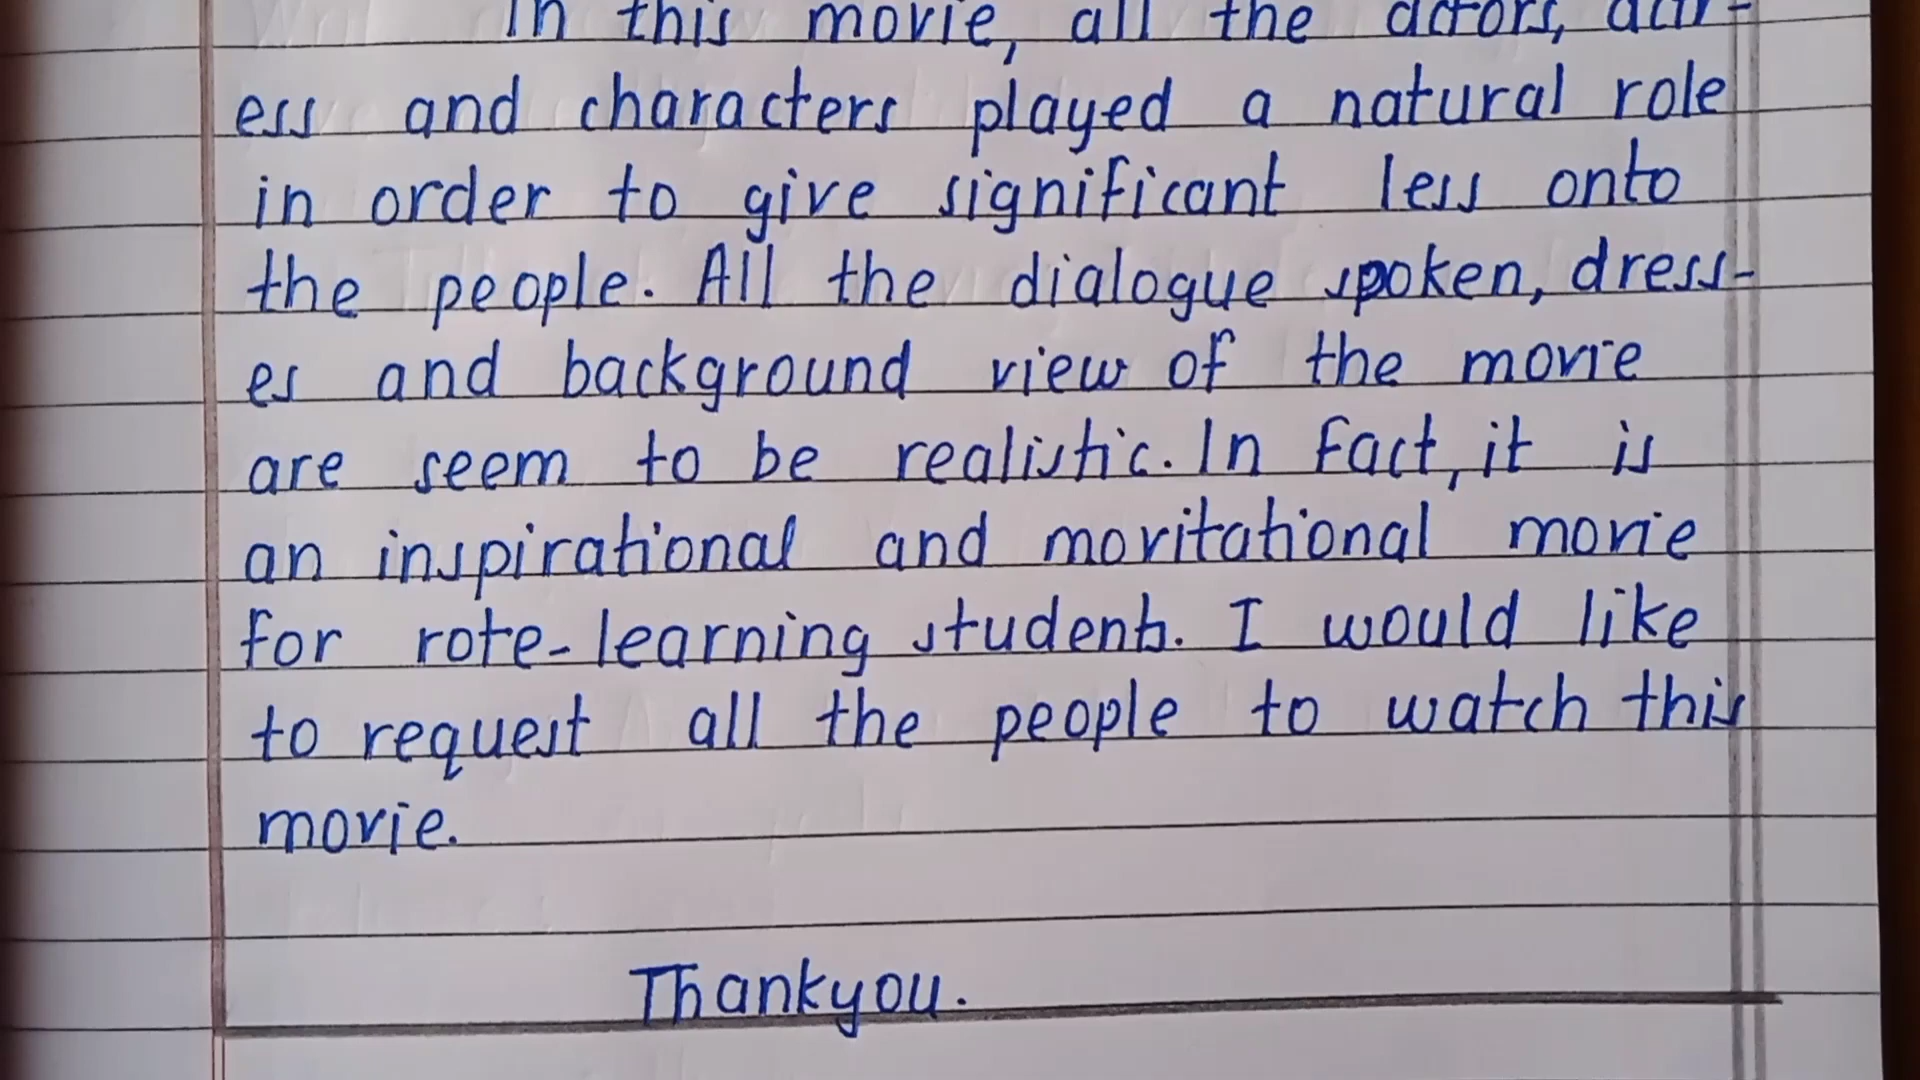 In this movie, all the actors, actr-
ess and characters played a natural role
in order to give significant less onto
the people. All the dialogue spoken, dress-
es and background view of the movie
are seem to be realistic. In fact, it is
an inspirational and movitational movie
for rote-learning students. I would like
to request all the people to watch this
movie.
Thankyou.